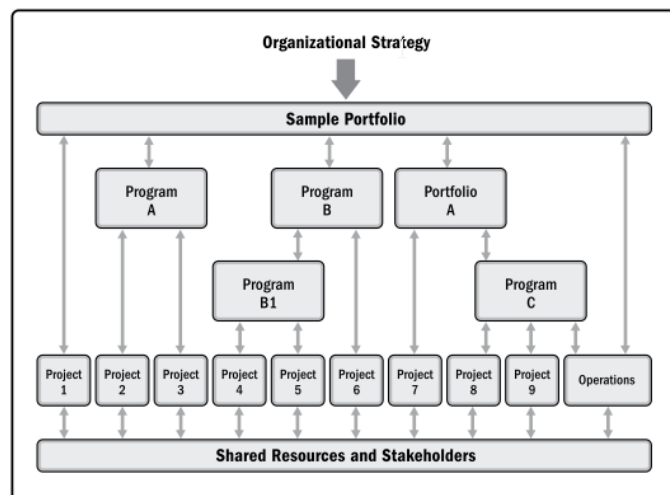 Organizational Strategy
Sample Portfolio
Program
A
Program
B
Portfolio
A
Program
B1
Program
C
Project
1
Project
2
Project
3
Project
4
Project
5
Project
6
Project
7
Project
8
Project
9
Operations
Shared Resources and Stakeholders